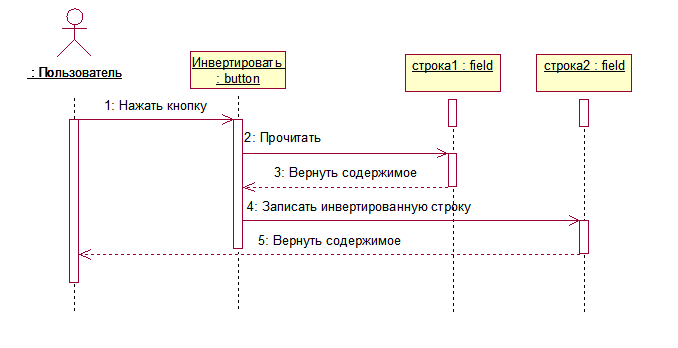 : Пользователь
Инвертировать
: button
строка1 : field
строка2 : field
1: Нажать кнопку
2: Прочитать
3: Вернуть содержимое
4: Записать инвертированную строку
5: Вернуть содержимое